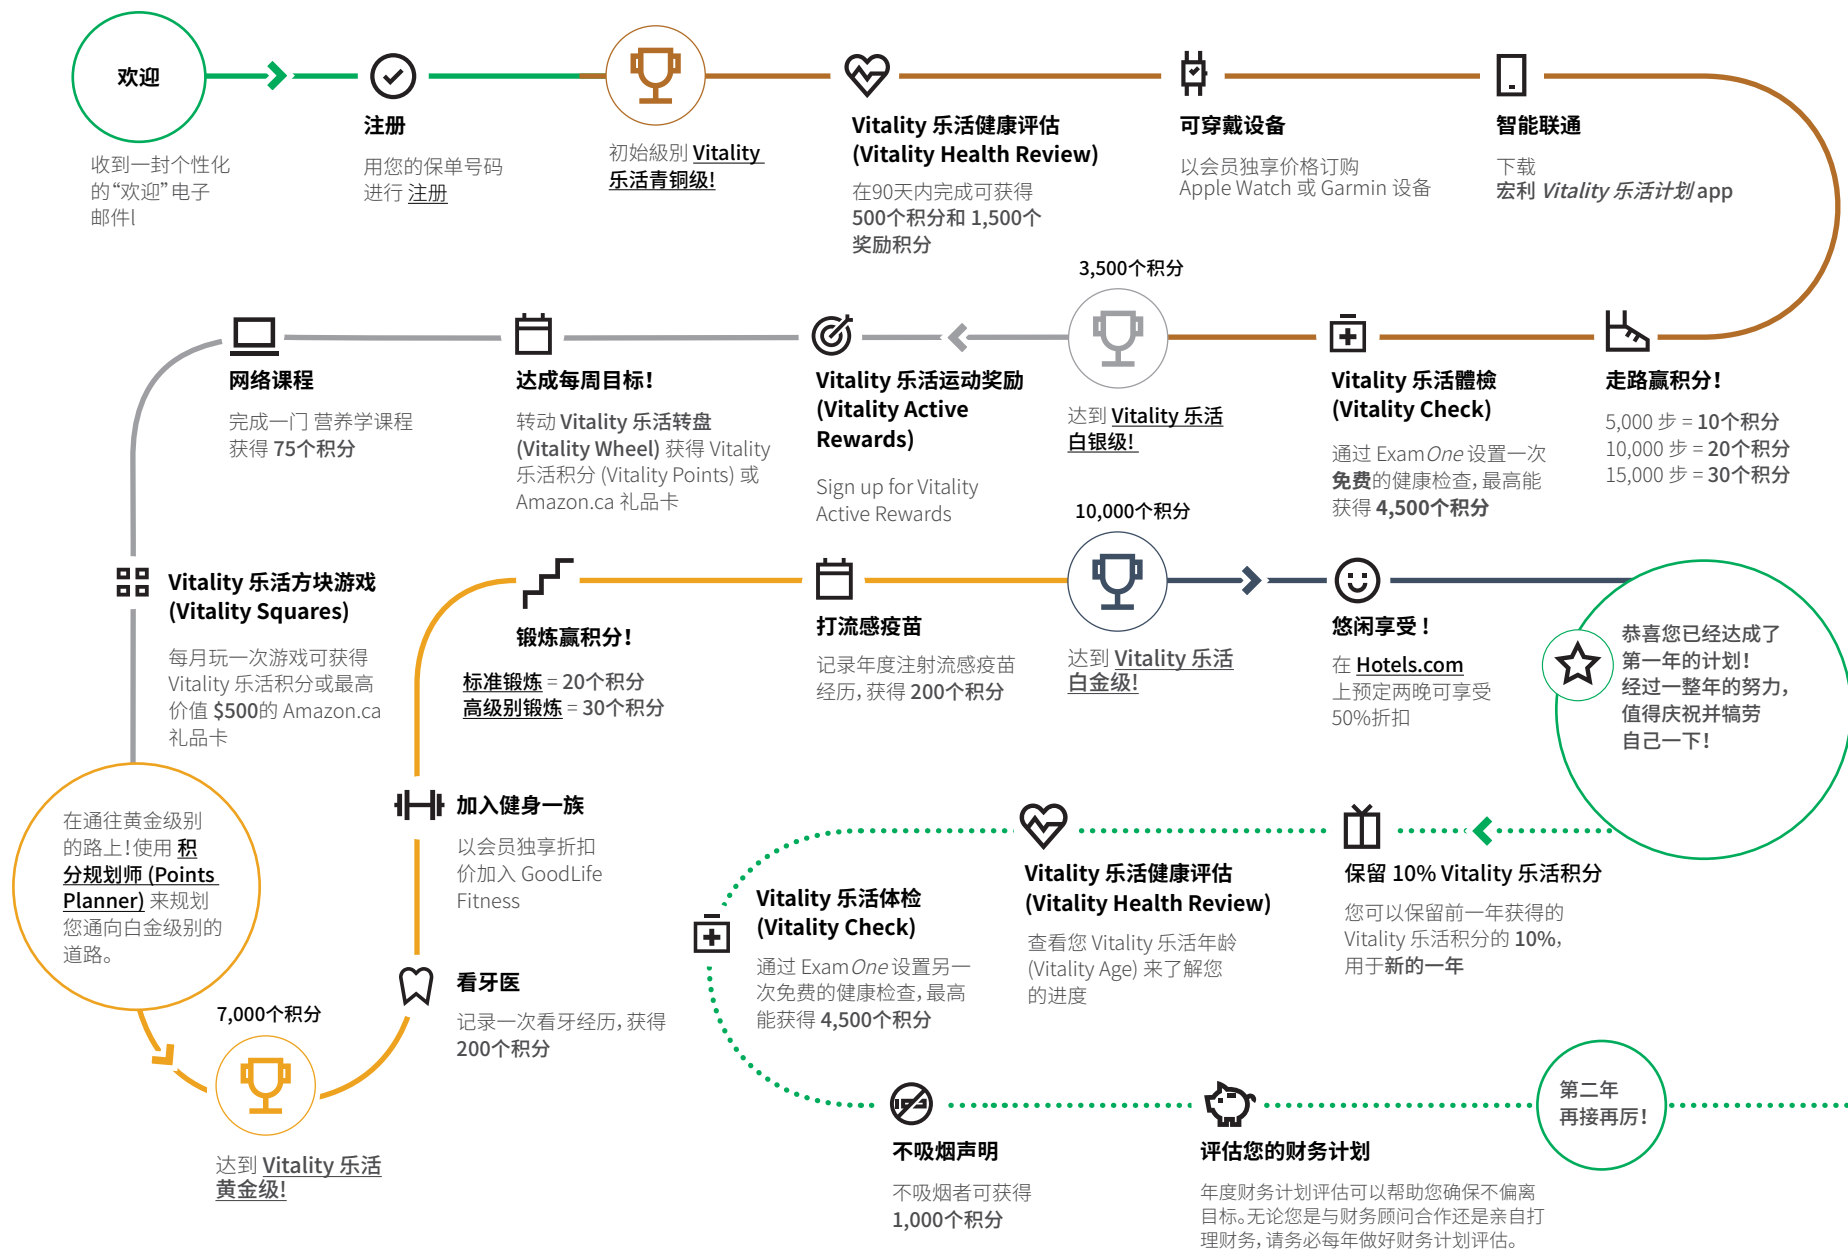 欢迎
收到一封个性化
的“欢迎”电子
邮件l
注册
用您的保单号码
进行 注册
初始級別 Vitality
乐活青铜级!
Vitality 乐活健康评估
(Vitality Health Review)
在90天内完成可获得
500个积分和 1,500个
奖励积分
可穿戴设备
以会员独享价格订购
Apple Watch 或 Garmin 设备
智能联通
下载
宏利 Vitality 乐活计划 app
走路赢积分!
5,000 步 = 10个积分
10,000 步 = 20个积分
15,000 步 = 30个积分
Vitality 乐活體檢
(Vitality Check)
通过 ExamOne 设置一次
免费的健康检查,最高能
获得 4,500个积分
3,500个积分
达到 Vitality 乐活
白银级!
Vitality 乐活运动奖励
(Vitality Active
Rewards)
Sign up for Vitality
Active Rewards
达成每周目标!
转动 Vitality 乐活转盘
(Vitality Wheel) 获得 Vitality
乐活积分 (Vitality Points) 或
Amazon.ca 礼品卡
网络课程
完成一门 营养学课程
获得 75个积分
Vitality 乐活方块游戏
(Vitality Squares)
每月玩一次游戏可获得
Vitality 乐活积分或最高
价值 $500的 Amazon.ca
礼品卡
在通往黄金级别
的路上!使用 积
分规划师 (Points
Planner) 来规划
您通向白金级别的
道路。
7,000个积分
达到 Vitality 乐活
黄金级!
看牙医
记录一次看牙经历,获得
200个积分
加入健身一族
以会员独享折扣
价加入 GoodLife
Fitness
锻炼赢积分!
标准锻炼 = 20个积分
高级别锻炼 = 30个积分
打流感疫苗
记录年度注射流感疫苗
经历,获得 200个积分
10,000个积分
达到 Vitality 乐活
白金级!
悠闲享受 !
在 Hotels.com
上预定两晚可享受
50%折扣
恭喜您已经达成了
第一年的计划!
经过一整年的努力,
值得庆祝并犒劳
自己一下!
保留 10% Vitality 乐活积分
您可以保留前一年获得的
Vitality 乐活积分的 10%,
用于新的一年
Vitality 乐活健康评估
(Vitality Health Review)
查看您 Vitality 乐活年龄
(Vitality Age) 来了解您
的进度
Vitality 乐活体检
(Vitality Check)
通过 ExamOne 设置另一
次免费的健康检查,最高
能获得 4,500个积分
不吸烟声明
不吸烟者可获得
1,000个积分
评估您的财务计划
年度财务计划评估可以帮助您确保不偏离
目标。无论您是与财务顾问合作还是亲自打
理财务,请务必每年做好财务计划评估。
第二年
再接再厉!